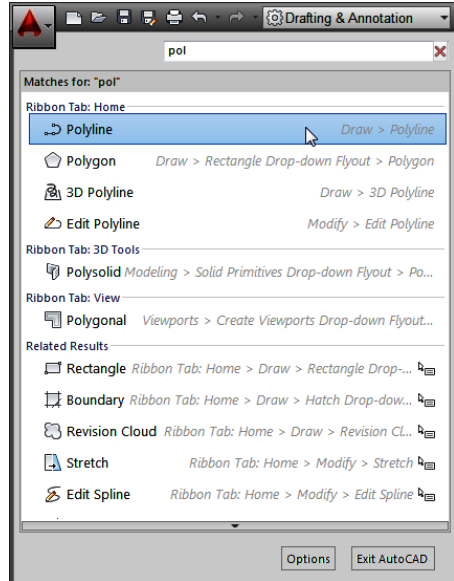 Drafting & Annotation
pol
Matches for: "pol"
Ribbon Tab: Home
Polyline Draw > Polyline
Polygon Draw > Rectangle Drop-down Flyout > Polygon
3D Polyline Draw > 3D Polyline
Edit Polyline Modify > Edit Polyline
Ribbon Tab: 3D Tools
Polysolid Modeling > Solid Primitives Drop-down Flyout > Po...
Ribbon Tab: View
Polygonal Viewports > Create Viewports Drop-down Flyout...
Related Results
Rectangle Ribbon Tab: Home > Draw > Rectangle Drop-...
Boundary Ribbon Tab: Home > Draw > Hatch Drop-dow...
Revision Cloud Ribbon Tab: Home > Draw > Revision Cl...
Stretch Ribbon Tab: Home > Modify > Stretch
Edit Spline Ribbon Tab: Home > Modify > Edit Spline
Options Exit AutoCAD